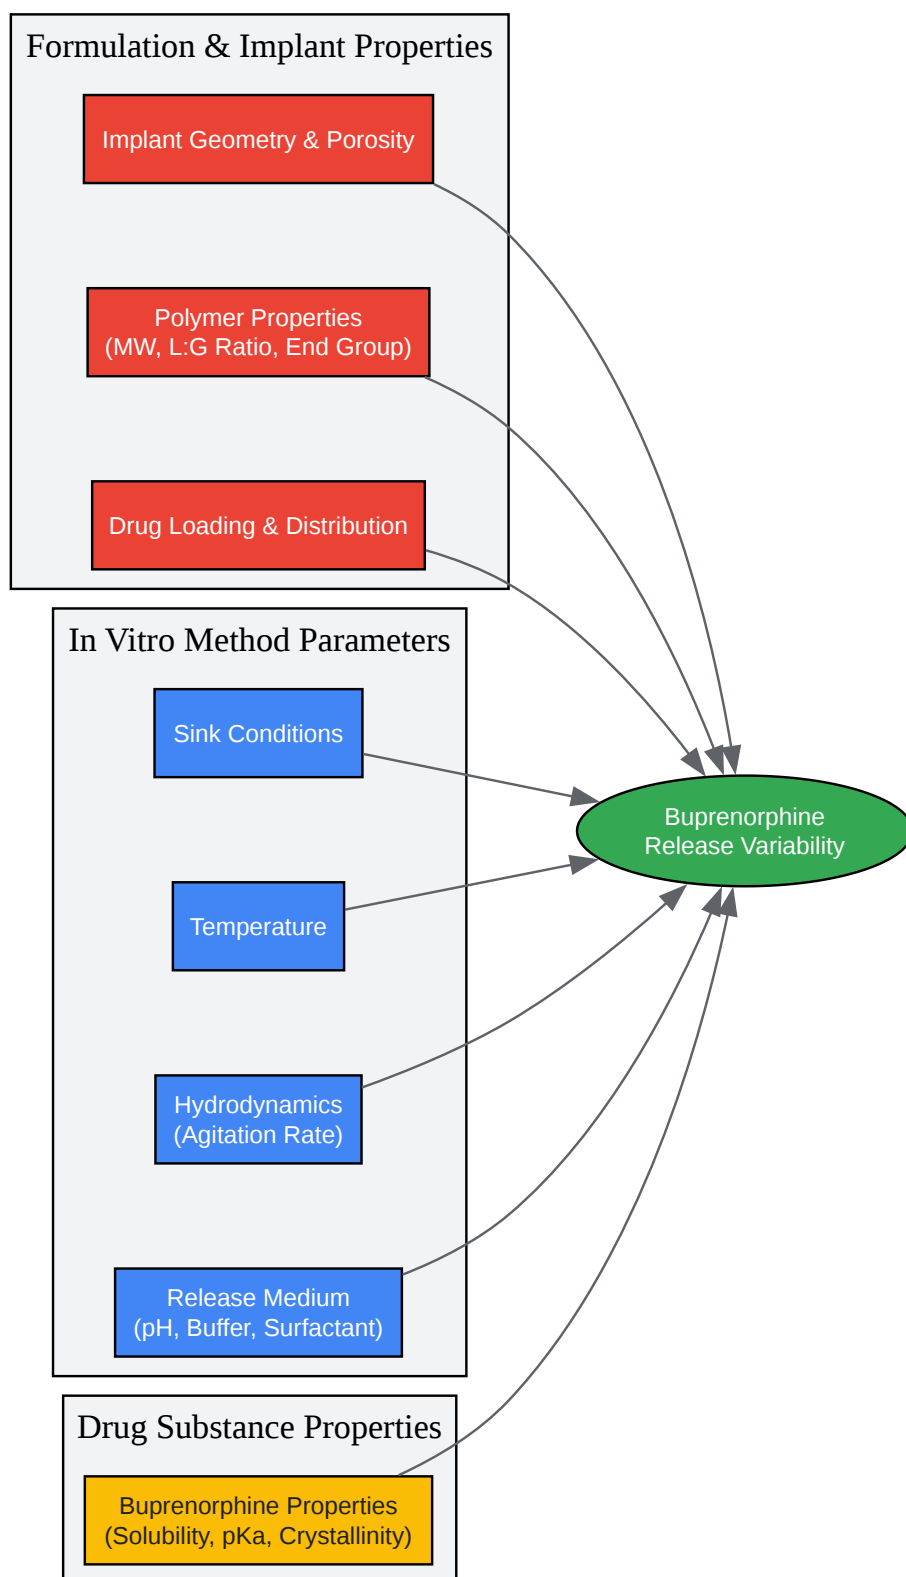 Formulation & Implant Properties
Implant Geometry & Porosity
Polymer Properties
(MW, L:G Ratio, End Group)
Drug Loading & Distribution
In Vitro Method Parameters
Sink Conditions
Temperature
Hydrodynamics
(Agitation Rate)
Release Medium
(pH, Buffer, Surfactant)
Drug Substance Properties
Buprenorphine Properties
(Solubility, pKa, Crystallinity)
Buprenorphine
Release Variability